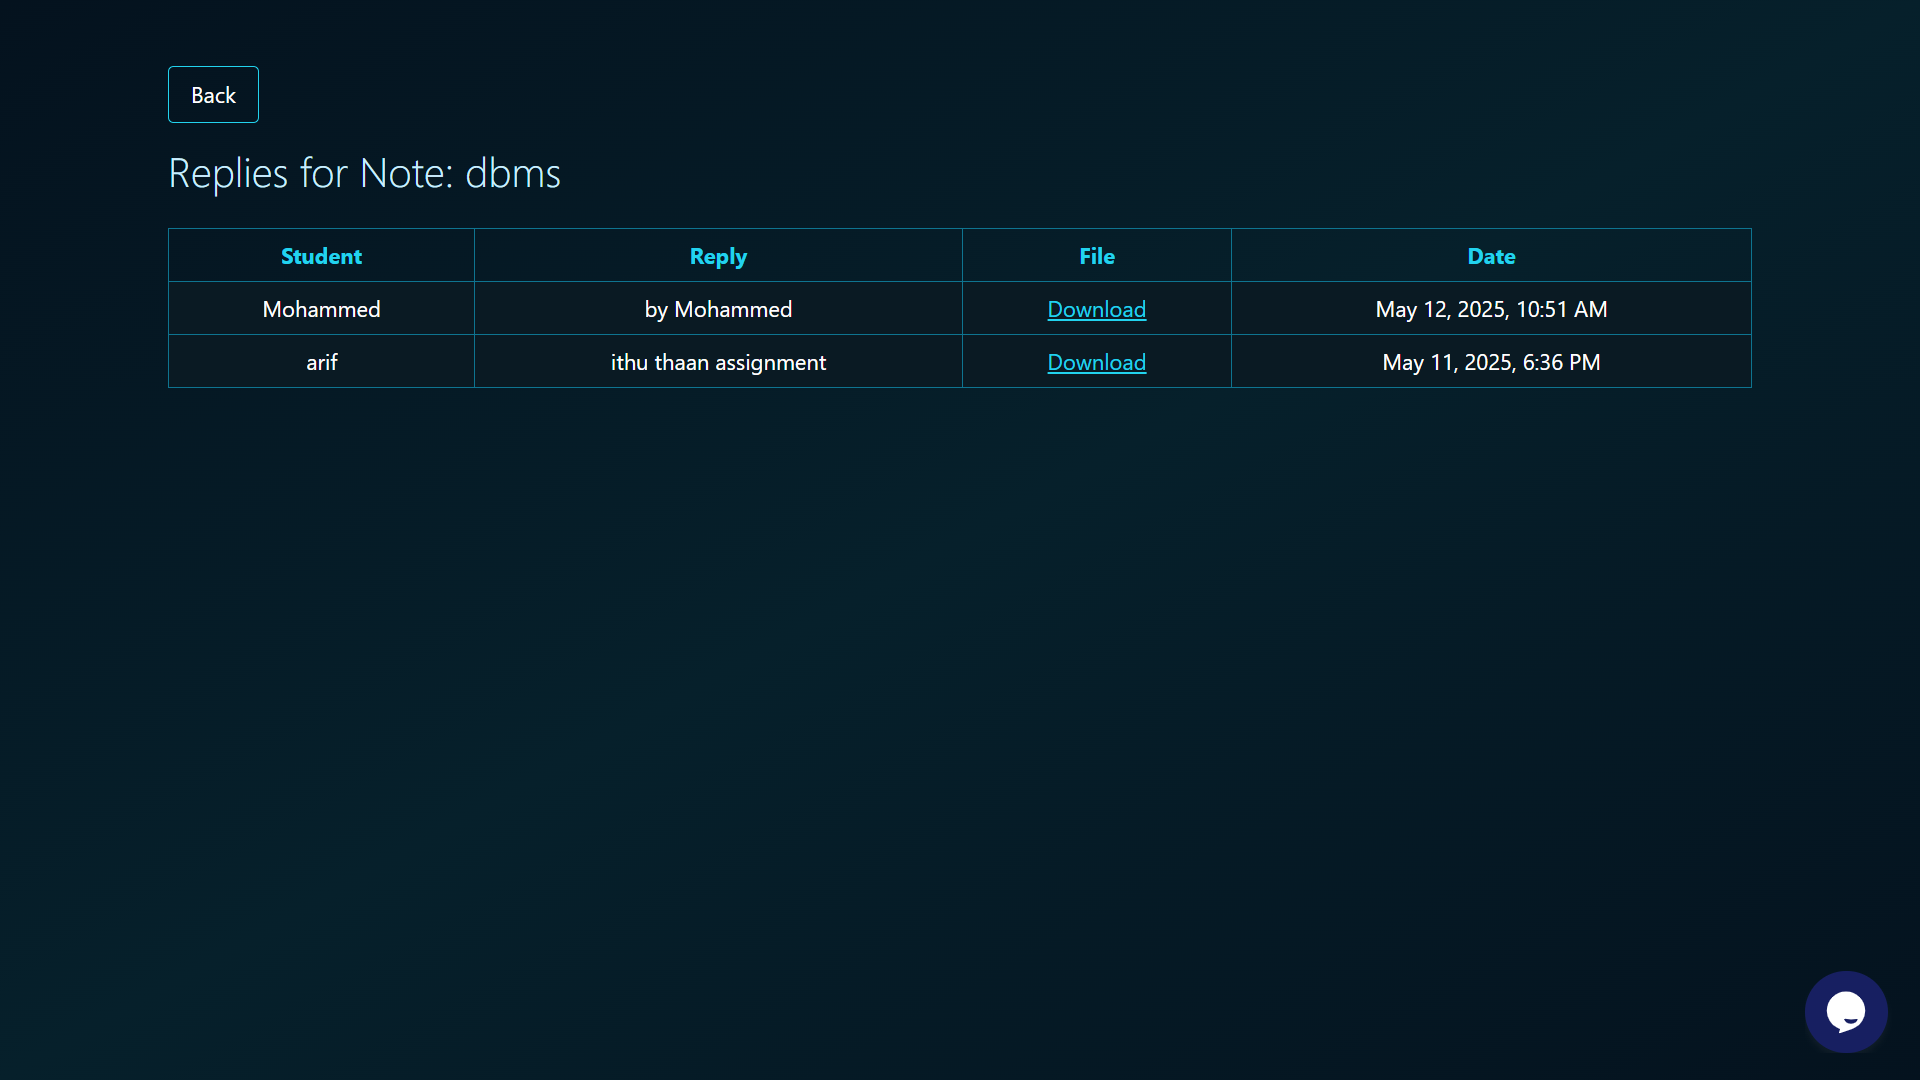 Back
Replies for Note: dbms
Student Reply File Date
Mohammed by Mohammed Download May 12, 2025, 10:51 AM
arif ithu thaan assignment Download May 11, 2025, 6:36 PM